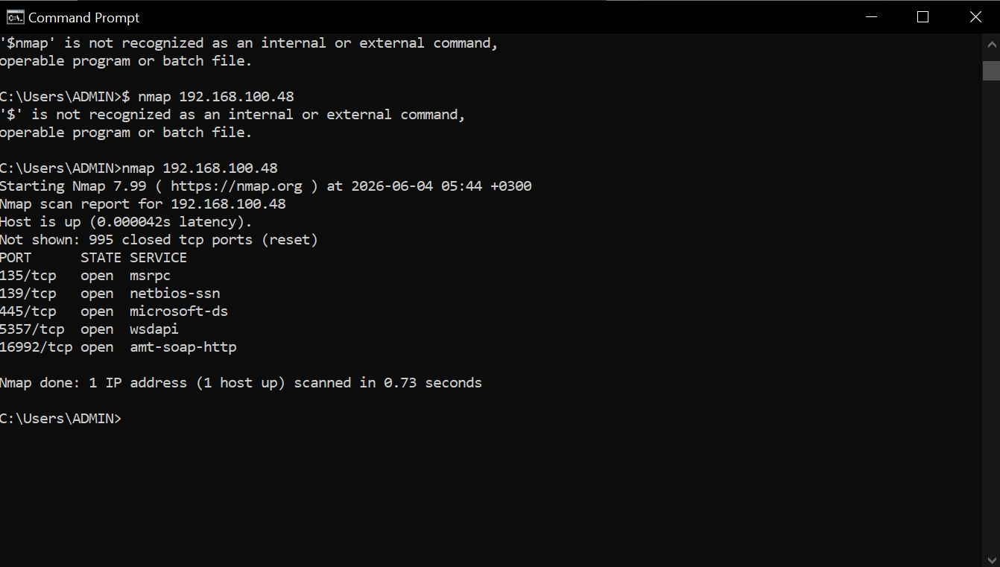 Command Prompt
'$nmap' is not recognized as an internal or external command,
operable program or batch file.
C:\Users\ADMIN>$ nmap 192.168.100.48
'$' is not recognized as an internal or external command,
operable program or batch file.
C:\Users\ADMIN>nmap 192.168.100.48
Starting Nmap 7.99 ( https://nmap.org ) at 2026-06-04 05:44 +0300
Nmap scan report for 192.168.100.48
Host is up (0.000042s latency).
Not shown: 995 closed tcp ports (reset)
PORT      STATE SERVICE
135/tcp   open  msrpc
139/tcp   open  netbios-ssn
445/tcp   open  microsoft-ds
5357/tcp  open  wsdapi
16992/tcp open  amt-soap-http
Nmap done: 1 IP address (1 host up) scanned in 0.73 seconds
C:\Users\ADMIN>